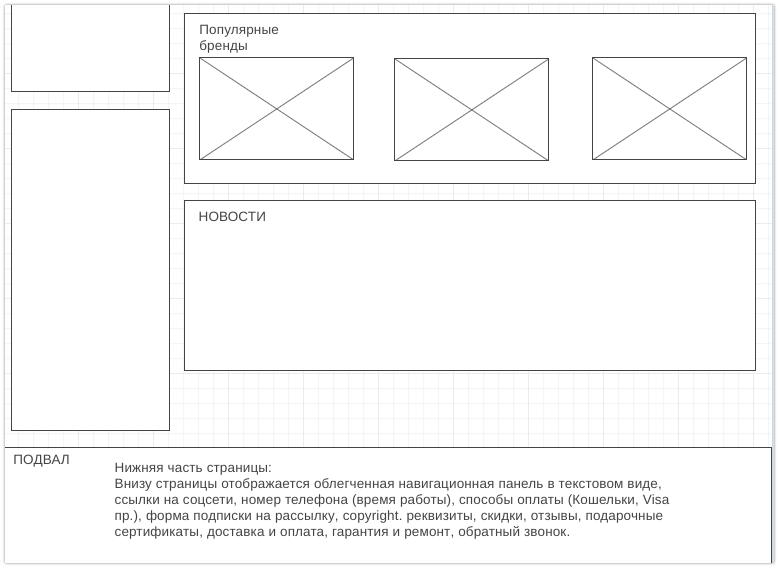 Популярные
бренды
НОВОСТИ
ПОДВАЛ
Нижняя часть страницы:
Внизу страницы отображается облегченная навигационная панель в текстовом виде,
ссылки на соцсети, номер телефона (время работы), способы оплаты (Кошельки, Visa
пр.), форма подписки на рассылку, copyright. реквизиты, скидки, отзывы, подарочные
сертификаты, доставка и оплата, гарантия и ремонт, обратный звонок.